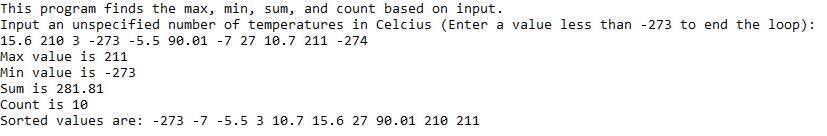 This program finds the max, min, sum, and count based on input.
Input an unspecified number of temperatures in Celcius (Enter a value less than -273 to end the loop):
15.6 210 3 -273 -5.5 90.01 -7 27 10.7 211 -274
Max value is 211
Min value is -273
Sum is 281.81
Count is 10
Sorted values are: -273 -7 -5.5 3 10.7 15.6 27 90.01 210 211